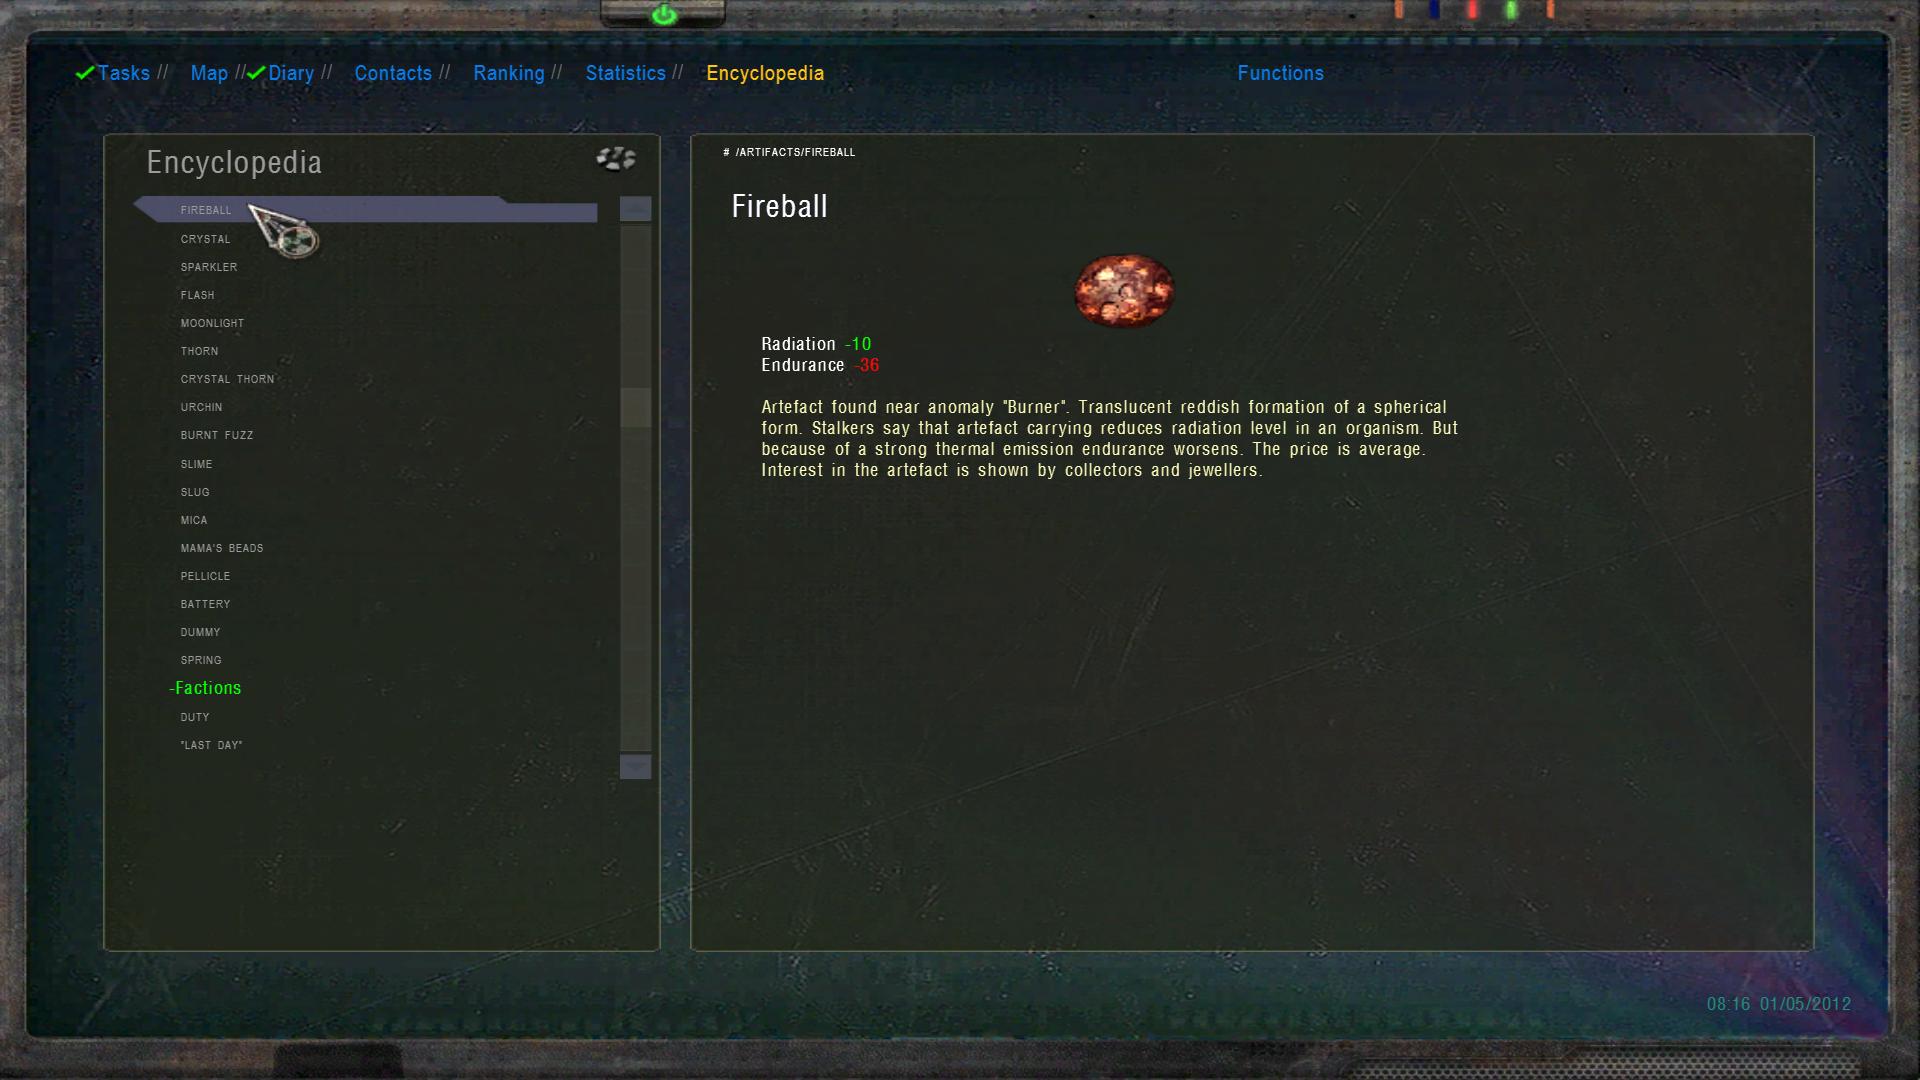 Tasks // Map // Diary // Contacts // Ranking // Statistics // Encyclopedia Functions
Encyclopedia
FIREBALL
CRYSTAL
SPARKLER
FLASH
MOONLIGHT
THORN
CRYSTAL THORN
URCHIN
BURNT FUZZ
SLIME
SLUG
MICA
MAMA'S BEADS
PELLICLE
BATTERY
DUMMY
SPRING
-Factions
DUTY
"LAST DAY"
# /ARTIFACTS/FIREBALL
Fireball
Radiation -10
Endurance -36
Artefact found near anomaly "Burner". Translucent reddish formation of a spherical
form. Stalkers say that artefact carrying reduces radiation level in an organism. But
because of a strong thermal emission endurance worsens. The price is average.
Interest in the artefact is shown by collectors and jewellers.
08:16 01/05/2012